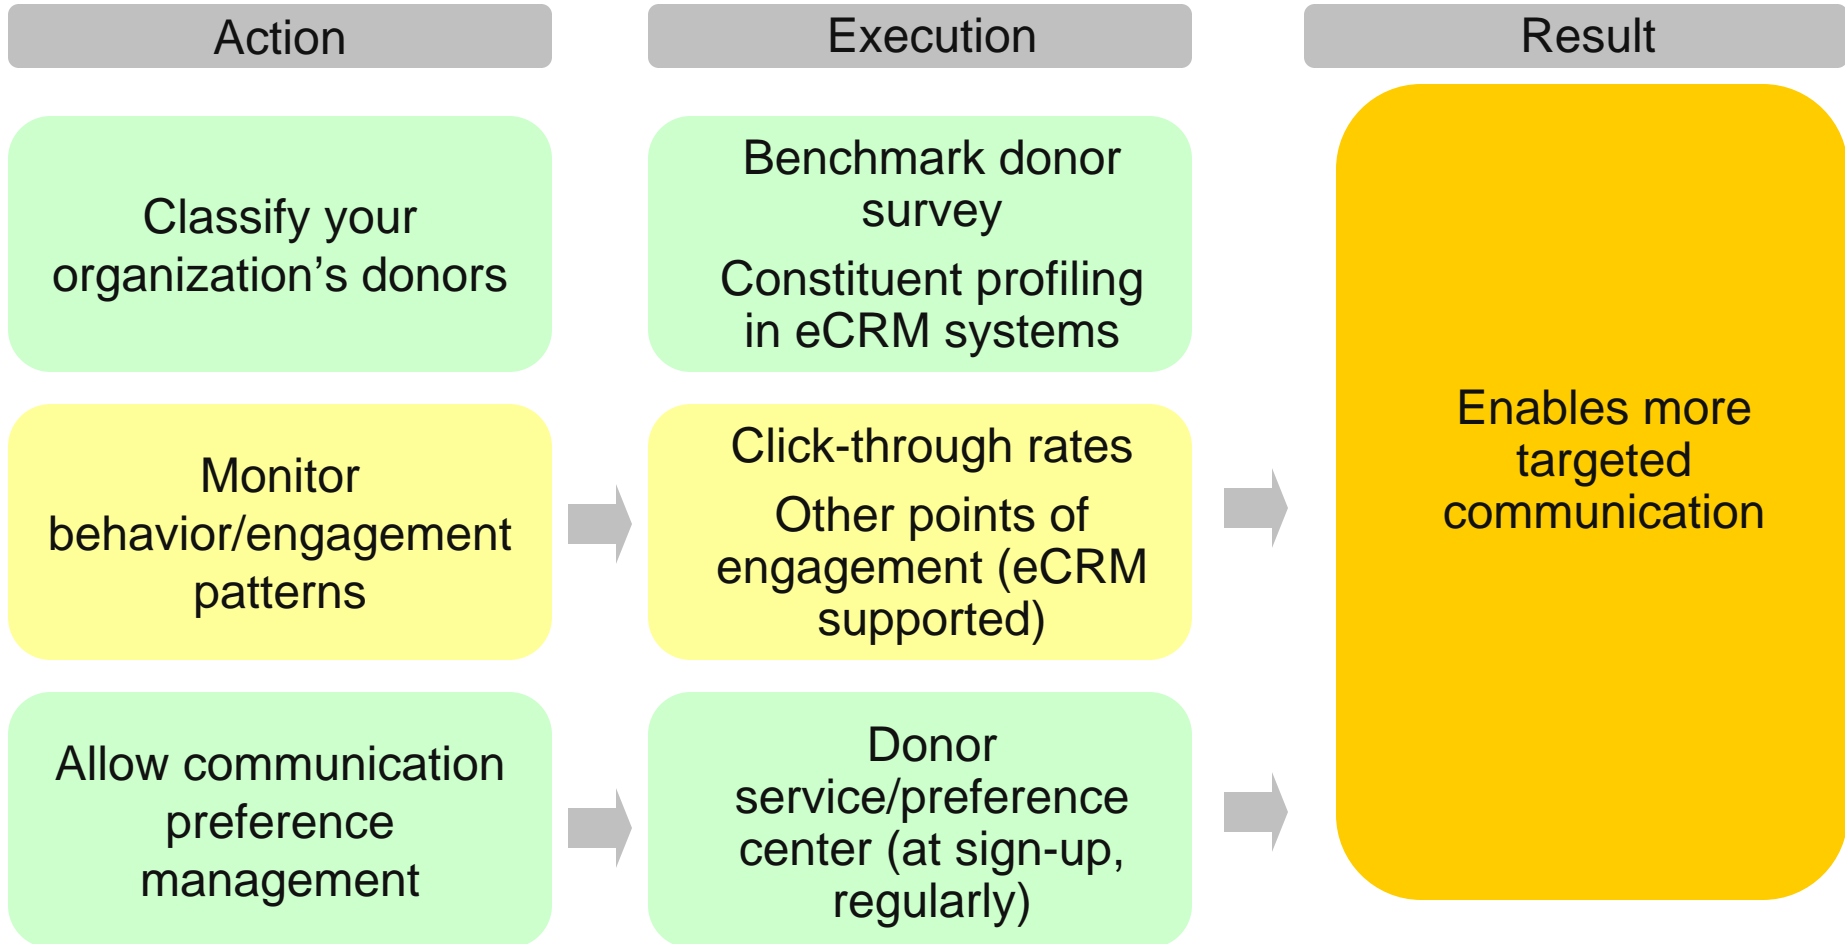 Action
Execution
Result
Classify your
organization’s donors
Benchmark donor
survey
Constituent profiling
in eCRM systems
Monitor
behavior/engagement
patterns
Click-through rates
Other points of
engagement (eCRM
supported)
Enables more
targeted
communication
Allow communication
preference
management
Donor
service/preference
center (at sign-up,
regularly)